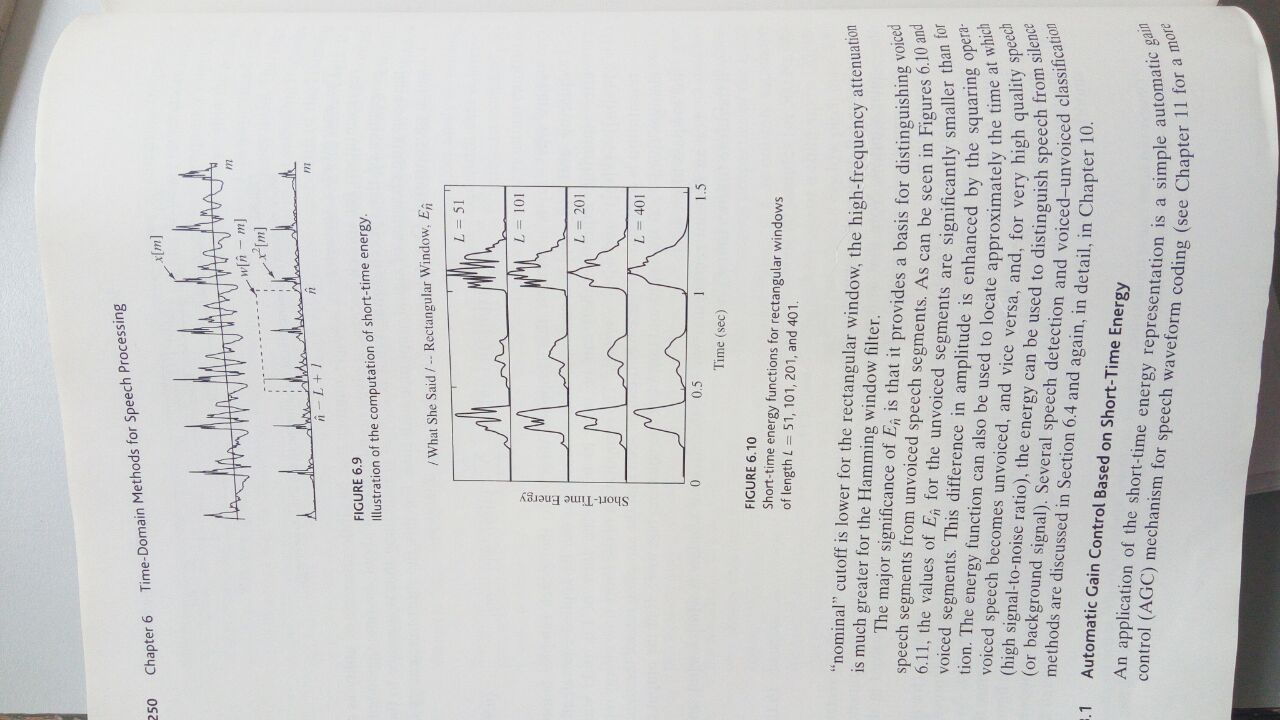 250 Chapter 6 Time-Domain Methods for Speech Processing
x[m]
m
w[n̂ − m]
x²[m]
n̂ − L + 1
n̂
m
FIGURE 6.9
Illustration of the computation of short-time energy.
/ What She Said / -- Rectangular Window, En̂
L = 51
L = 101
L = 201
L = 401
Short-Time Energy
0 0.5 1 1.5
Time (sec)
FIGURE 6.10
Short-time energy functions for rectangular windows
of length L = 51, 101, 201, and 401.
“nominal” cutoff is lower for the rectangular window, the high-frequency attenuation
is much greater for the Hamming window filter.
The major significance of En̂ is that it provides a basis for distinguishing voiced
speech segments from unvoiced speech segments. As can be seen in Figures 6.10 and
6.11, the values of En̂ for the unvoiced segments are significantly smaller than for
voiced segments. This difference in amplitude is enhanced by the squaring opera-
tion. The energy function can also be used to locate approximately the time at which
voiced speech becomes unvoiced, and vice versa, and, for very high quality speech
(high signal-to-noise ratio), the energy can be used to distinguish speech from silence
(or background signal). Several speech detection and voiced–unvoiced classification
methods are discussed in Section 6.4 and again, in detail, in Chapter 10.
.1 Automatic Gain Control Based on Short-Time Energy
An application of the short-time energy representation is a simple automatic gain
control (AGC) mechanism for speech waveform coding (see Chapter 11 for a more